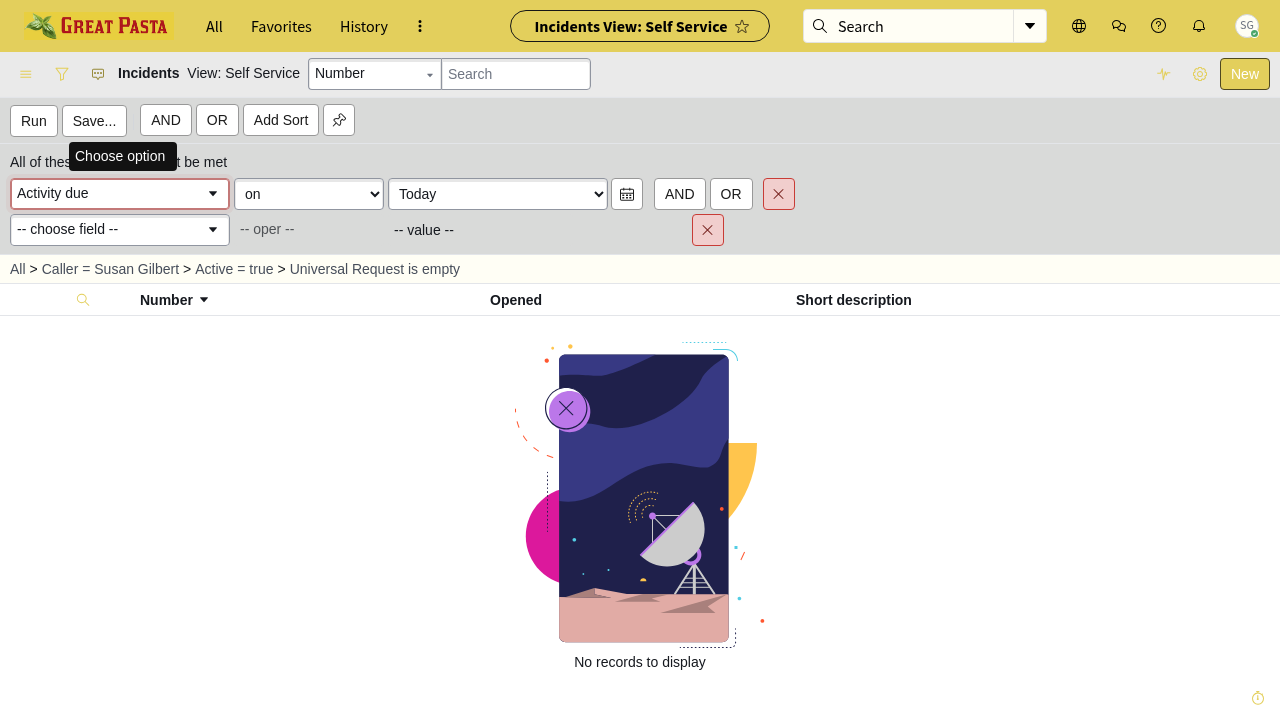 GREAT PASTA
All
Favorites
History
Incidents View: Self Service
Search
SG
Incidents
View: Self Service
Number
Search
New
Run
Save...
AND
OR
Add Sort
Choose option
All of thes
t be met
Activity due
on
Today
AND
OR
-- choose field --
-- oper --
-- value --
All > Caller = Susan Gilbert > Active = true > Universal Request is empty
Number
Opened
Short description
No records to display